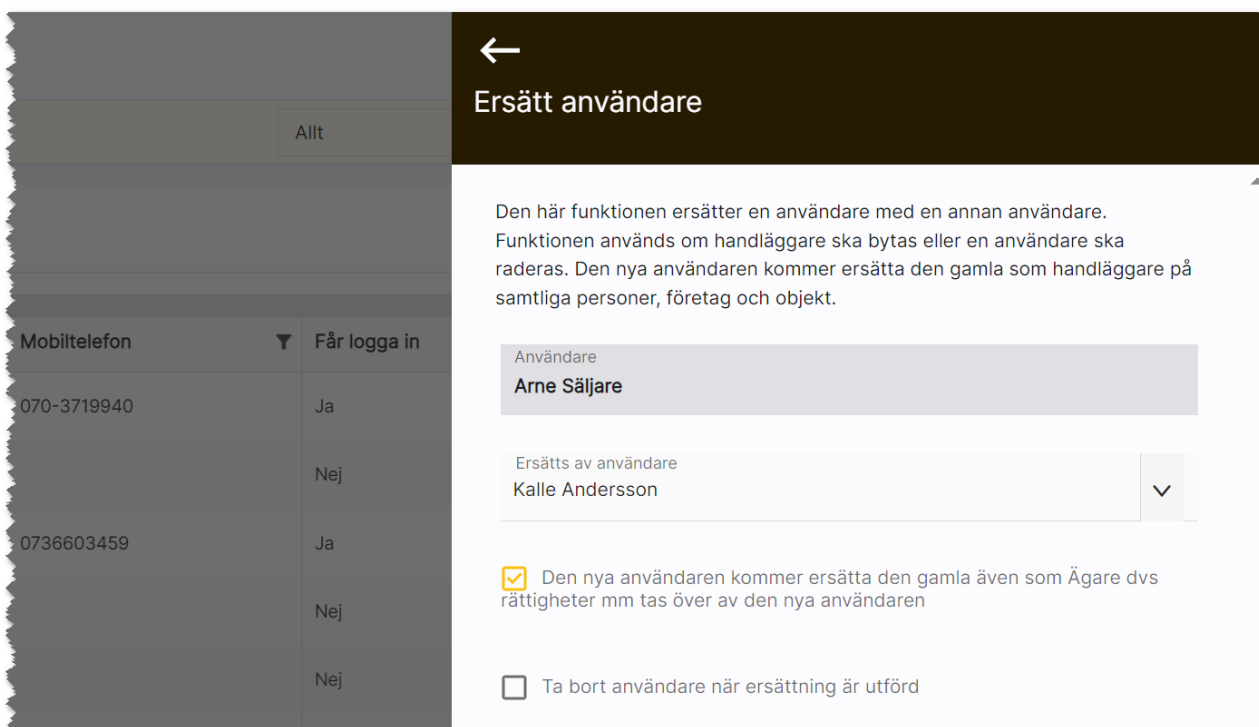 Ersätt användare
Allt
Den här funktionen ersätter en användare med en annan användare.
Funktionen används om handläggare ska bytas eller en användare ska
raderas. Den nya användaren kommer ersätta den gamla som handläggare på
samtliga personer, företag och objekt.
Mobiltelefon Får logga in
070-3719940 Ja
Nej
0736603459 Ja
Nej
Nej
Användare
Arne Säljare
Ersätts av användare
Kalle Andersson
Den nya användaren kommer ersätta den gamla även som Ägare dvs
rättigheter mm tas över av den nya användaren
Ta bort användare när ersättning är utförd